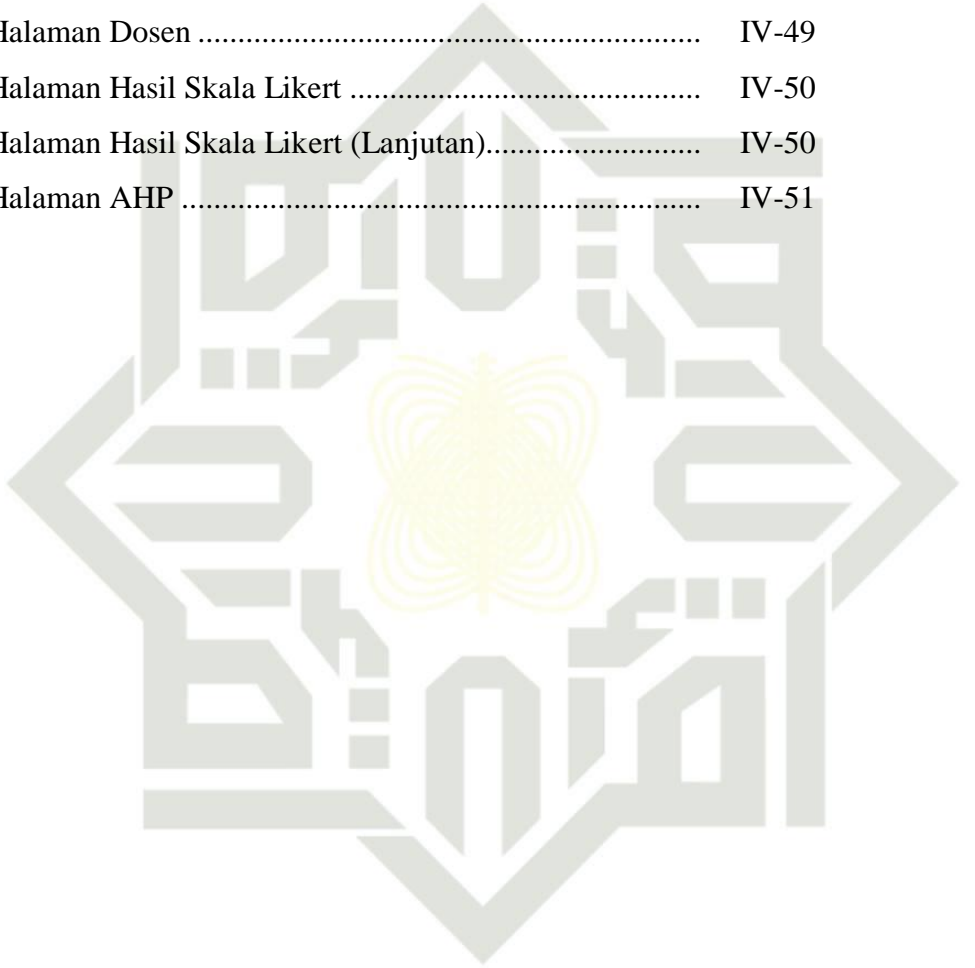 Halaman Dosen ............................................................. IV-49
Halaman Hasil Skala Likert ........................................... IV-50
Halaman Hasil Skala Likert (Lanjutan).......................... IV-50
Halaman AHP ............................................................... IV-51